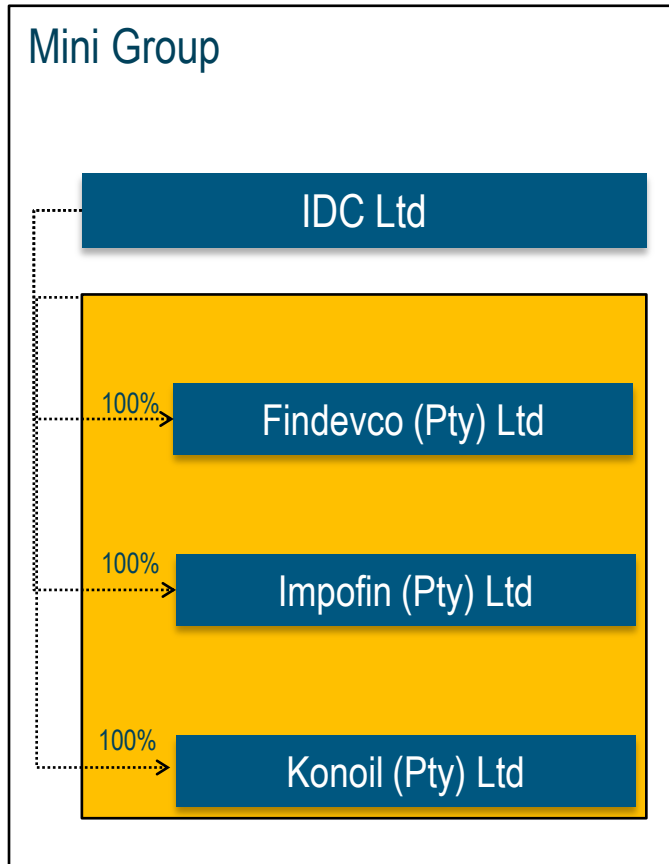 Mini Group
IDC Ltd
100%
Findevco (Pty) Ltd
100%
Impofin (Pty) Ltd
100%
Konoil (Pty) Ltd